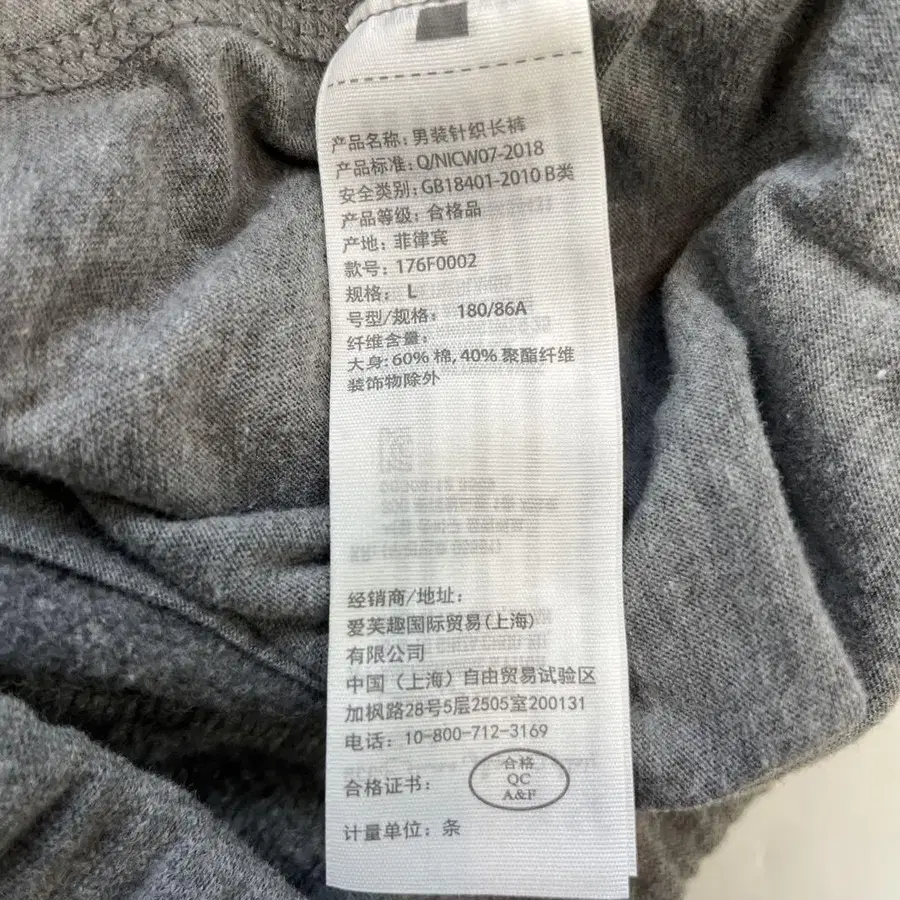 产品名称: 男装针织长裤
产品标准: Q/NICW07-2018
安全类别: GB18401-2010 B类
产品等级: 合格品
产地: 菲律宾
款号: 176F0002
规格: L
号型/规格: 180/86A
纤维含量:
大身: 60% 棉, 40% 聚酯纤维
装饰物除外
经销商/地址:
爱芙趣国际贸易(上海)
有限公司
中国（上海）自由贸易试验区
加枫路28号5层2505室200131
电话: 10-800-712-3169
合格证书:
合格
QC
A&F
计量单位: 条